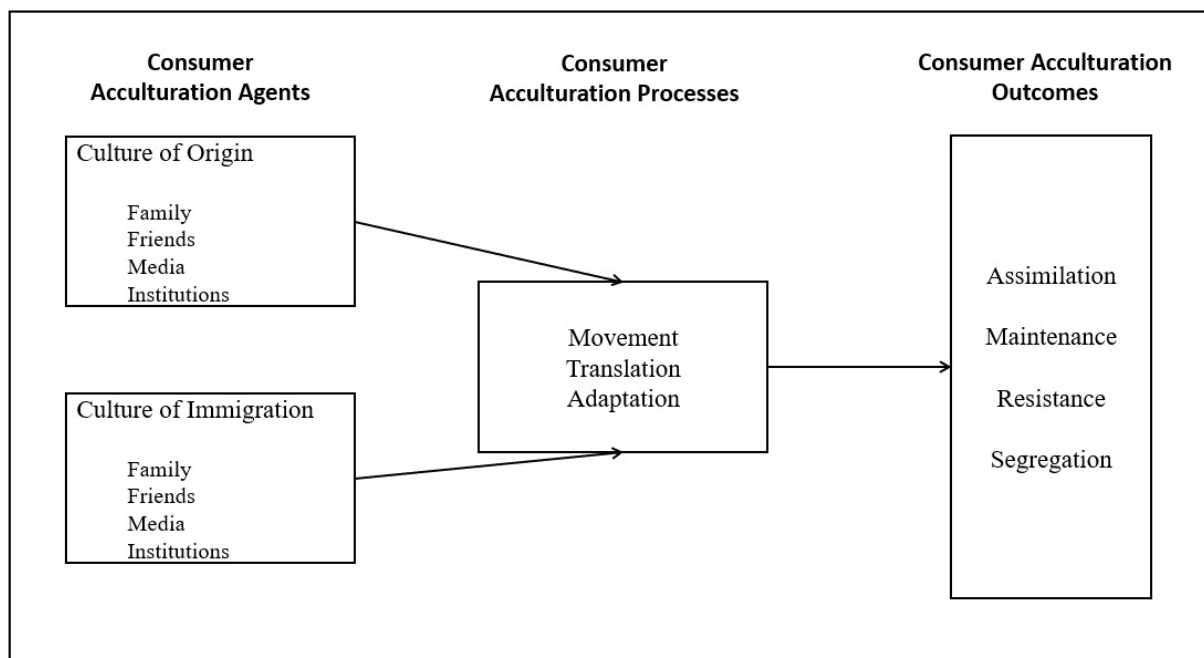 Consumer
Acculturation Agents
Consumer
Acculturation Processes
Consumer Acculturation
Outcomes
Culture of Origin
Family
Friends
Media
Institutions
Culture of Immigration
Family
Friends
Media
Institutions
Movement
Translation
Adaptation
Assimilation
Maintenance
Resistance
Segregation